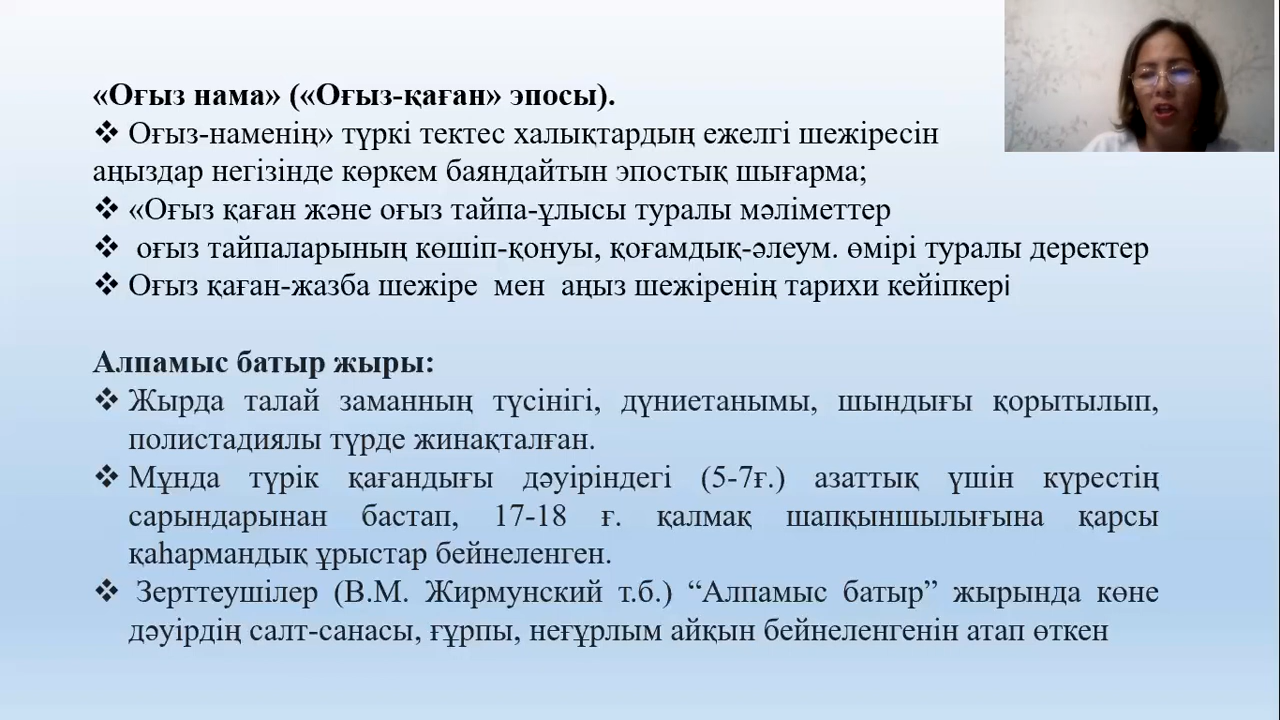 «Оғыз нама» («Оғыз-қаған» эпосы).
❖ Оғыз-наменің» түркі тектес халықтардың ежелгі шежіресін
аңыздар негізінде көркем баяндайтын эпостық шығарма;
❖ «Оғыз қаған және оғыз тайпа-ұлысы туралы мәліметтер
❖ оғыз тайпаларының көшіп-қонуы, қоғамдық-әлеум. өмірі туралы деректер
❖ Оғыз қаған-жазба шежіре мен аңыз шежіренің тарихи кейіпкері
Алпамыс батыр жыры:
❖ Жырда талай заманның түсінігі, дүниетанымы, шындығы қорытылып,
полистадиялы түрде жинақталған.
❖ Мұнда түрік қағандығы дәуіріндегі (5-7ғ.) азаттық үшін күрестің
сарындарынан бастап, 17-18 ғ. қалмақ шапқыншылығына қарсы
қаһармандық ұрыстар бейнеленген.
❖ Зерттеушілер (В.М. Жирмунский т.б.) “Алпамыс батыр” жырында көне
дәуірдің салт-санасы, ғұрпы, неғұрлым айқын бейнеленгенін атап өткен